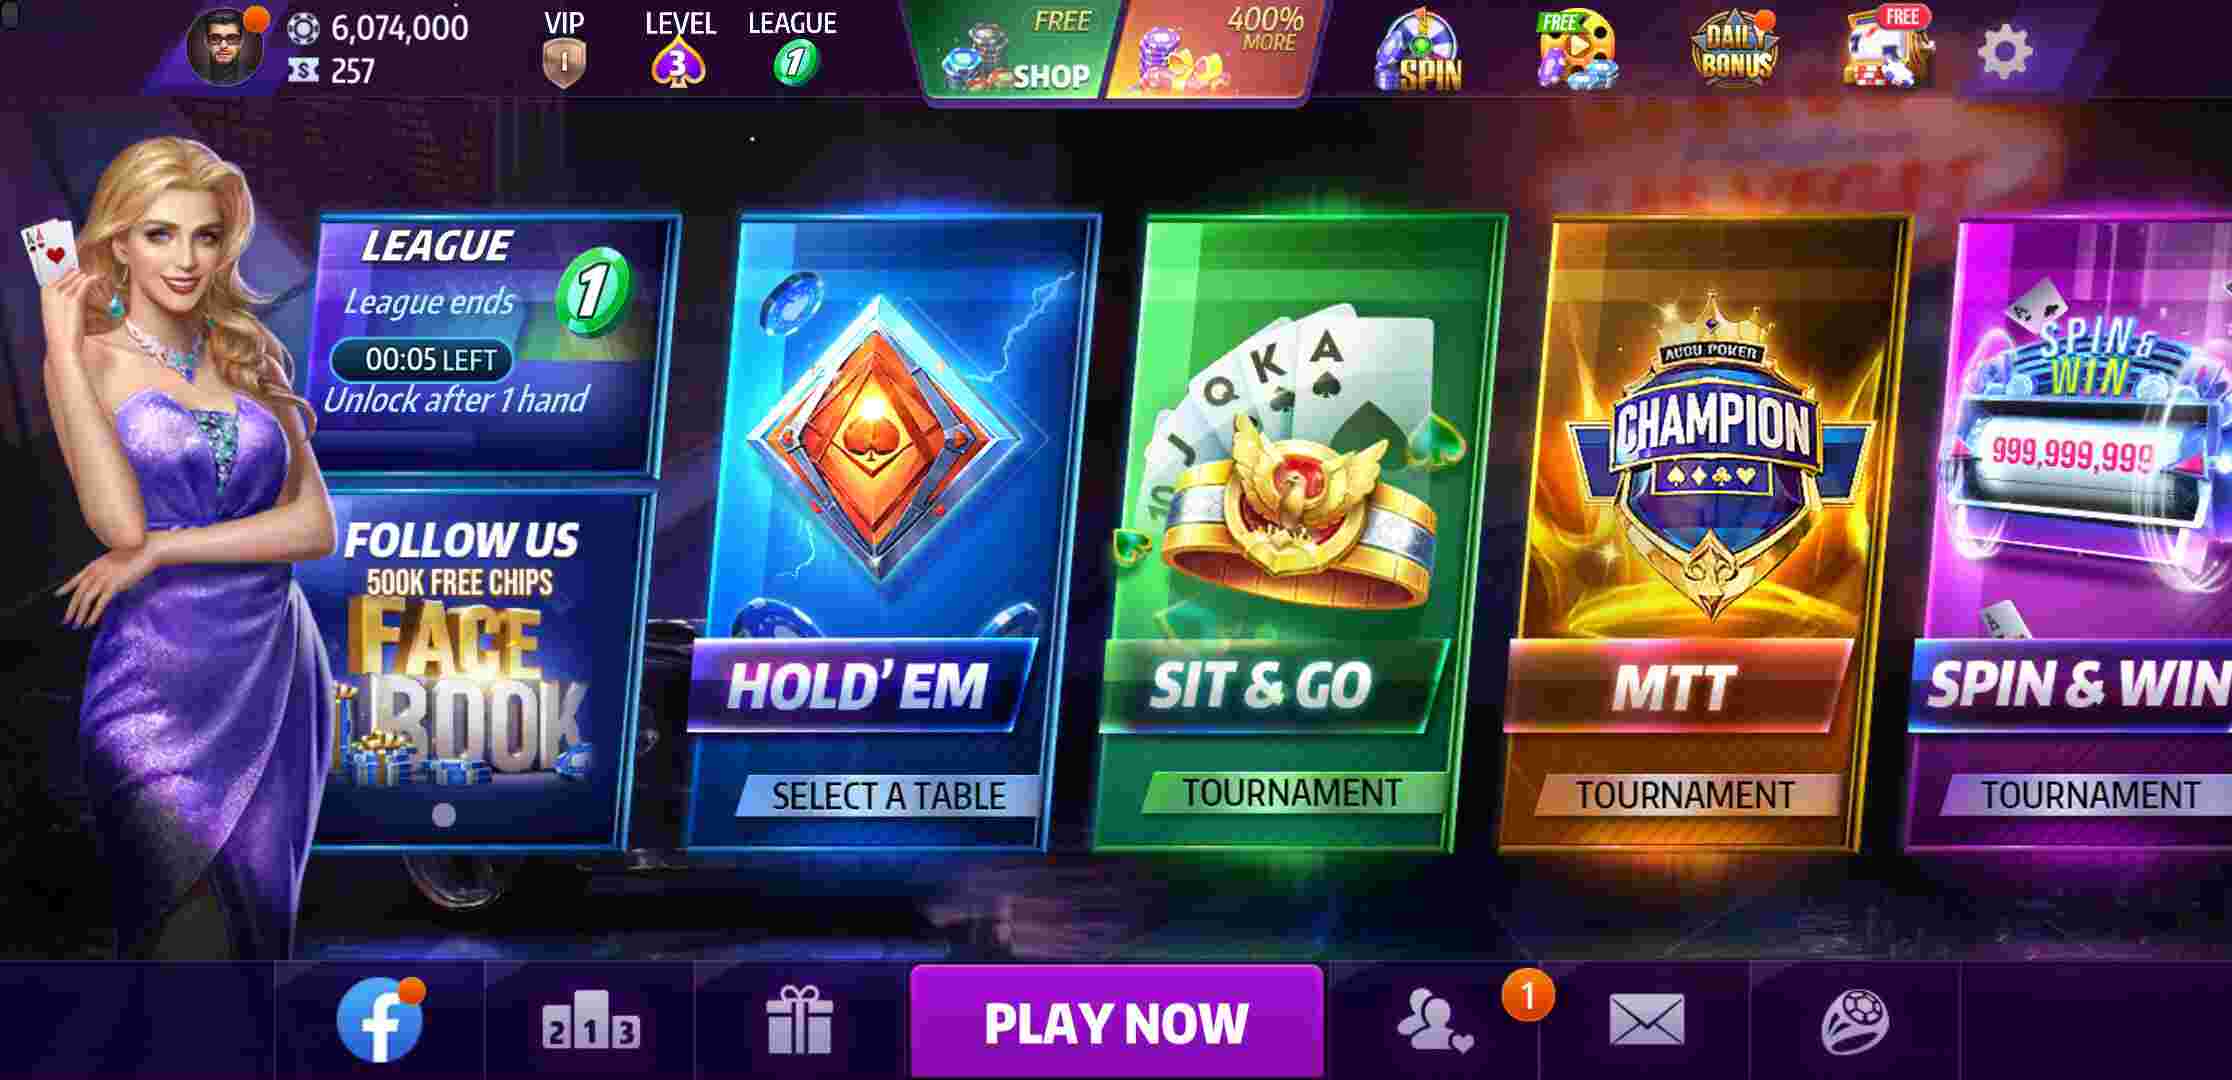 6,074,000
257
VIP
1
LEVEL
3
LEAGUE
1
FREE
SHOP
400%
MORE
SPIN
FREE
DAILY
BONUS
FREE
LEAGUE
League ends
00:05 LEFT
Unlock after 1 hand
1
FOLLOW US
500K FREE CHIPS
FACE
BOOK
HOLD'EM
SELECT A TABLE
A
K
Q
J
10
SIT & GO
TOURNAMENT
CHAMPION
MTT
TOURNAMENT
SPIN &
WIN
999,999,999
SPIN & WIN
TOURNAMENT
2 1 3
PLAY NOW
1